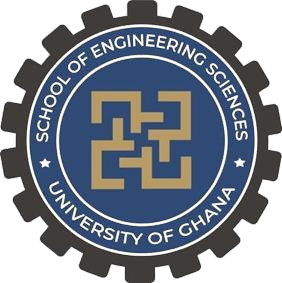 SCHOOL OF ENGINEERING SCIENCES
UNIVERSITY OF GHANA